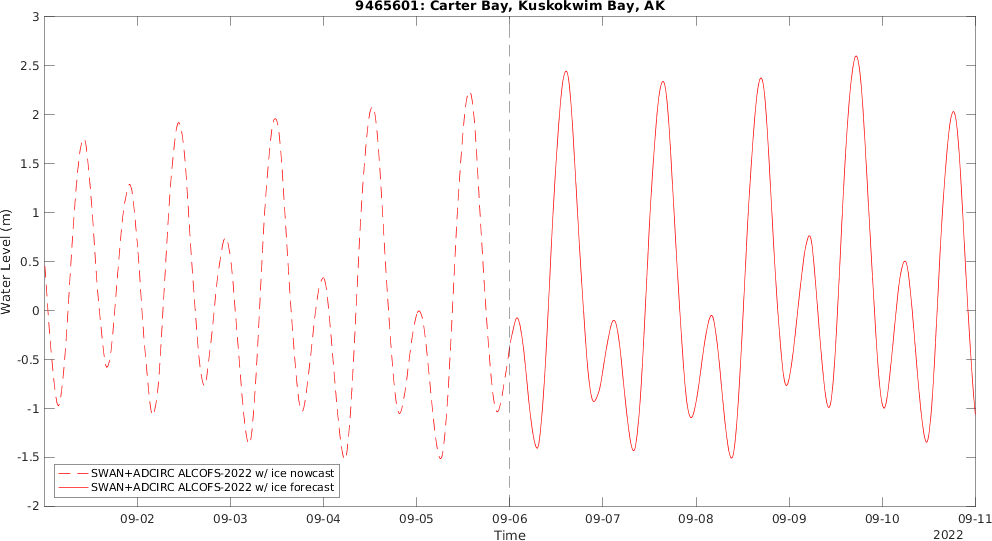 9465601: Carter Bay, Kuskokwim Bay, AK
Water Level (m)
3
2.5
2
1.5
1
0.5
0
-0.5
-1
-1.5
-2
SWAN+ADCIRC ALCOFS-2022 w/ ice nowcast
SWAN+ADCIRC ALCOFS-2022 w/ ice forecast
09-02 09-03 09-04 09-05 09-06 09-07 09-08 09-09 09-10 09-11
Time
2022